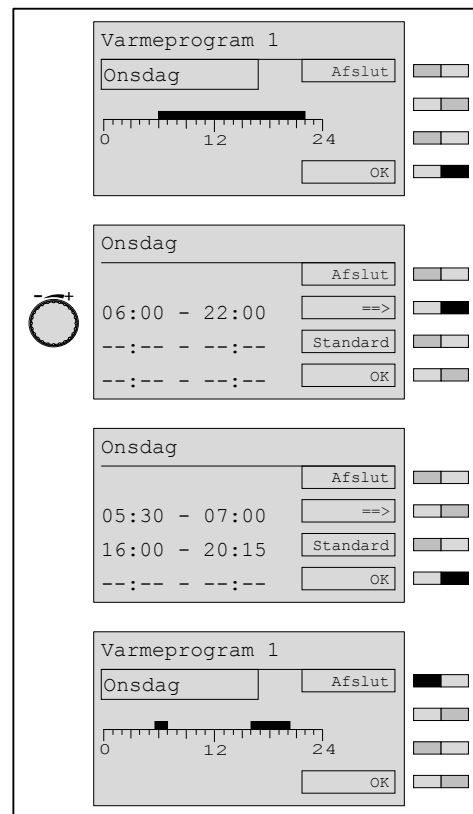 Varmeprogram 1
Onsdag Afslut
0 12 24
OK
Onsdag
Afslut
- +
06:00 - 22:00 ==>
--:-- - --:-- Standard
--:-- - --:-- OK
Onsdag
Afslut
05:30 - 07:00 ==>
16:00 - 20:15 Standard
--:-- - --:-- OK
Varmeprogram 1
Onsdag Afslut
0 12 24
OK